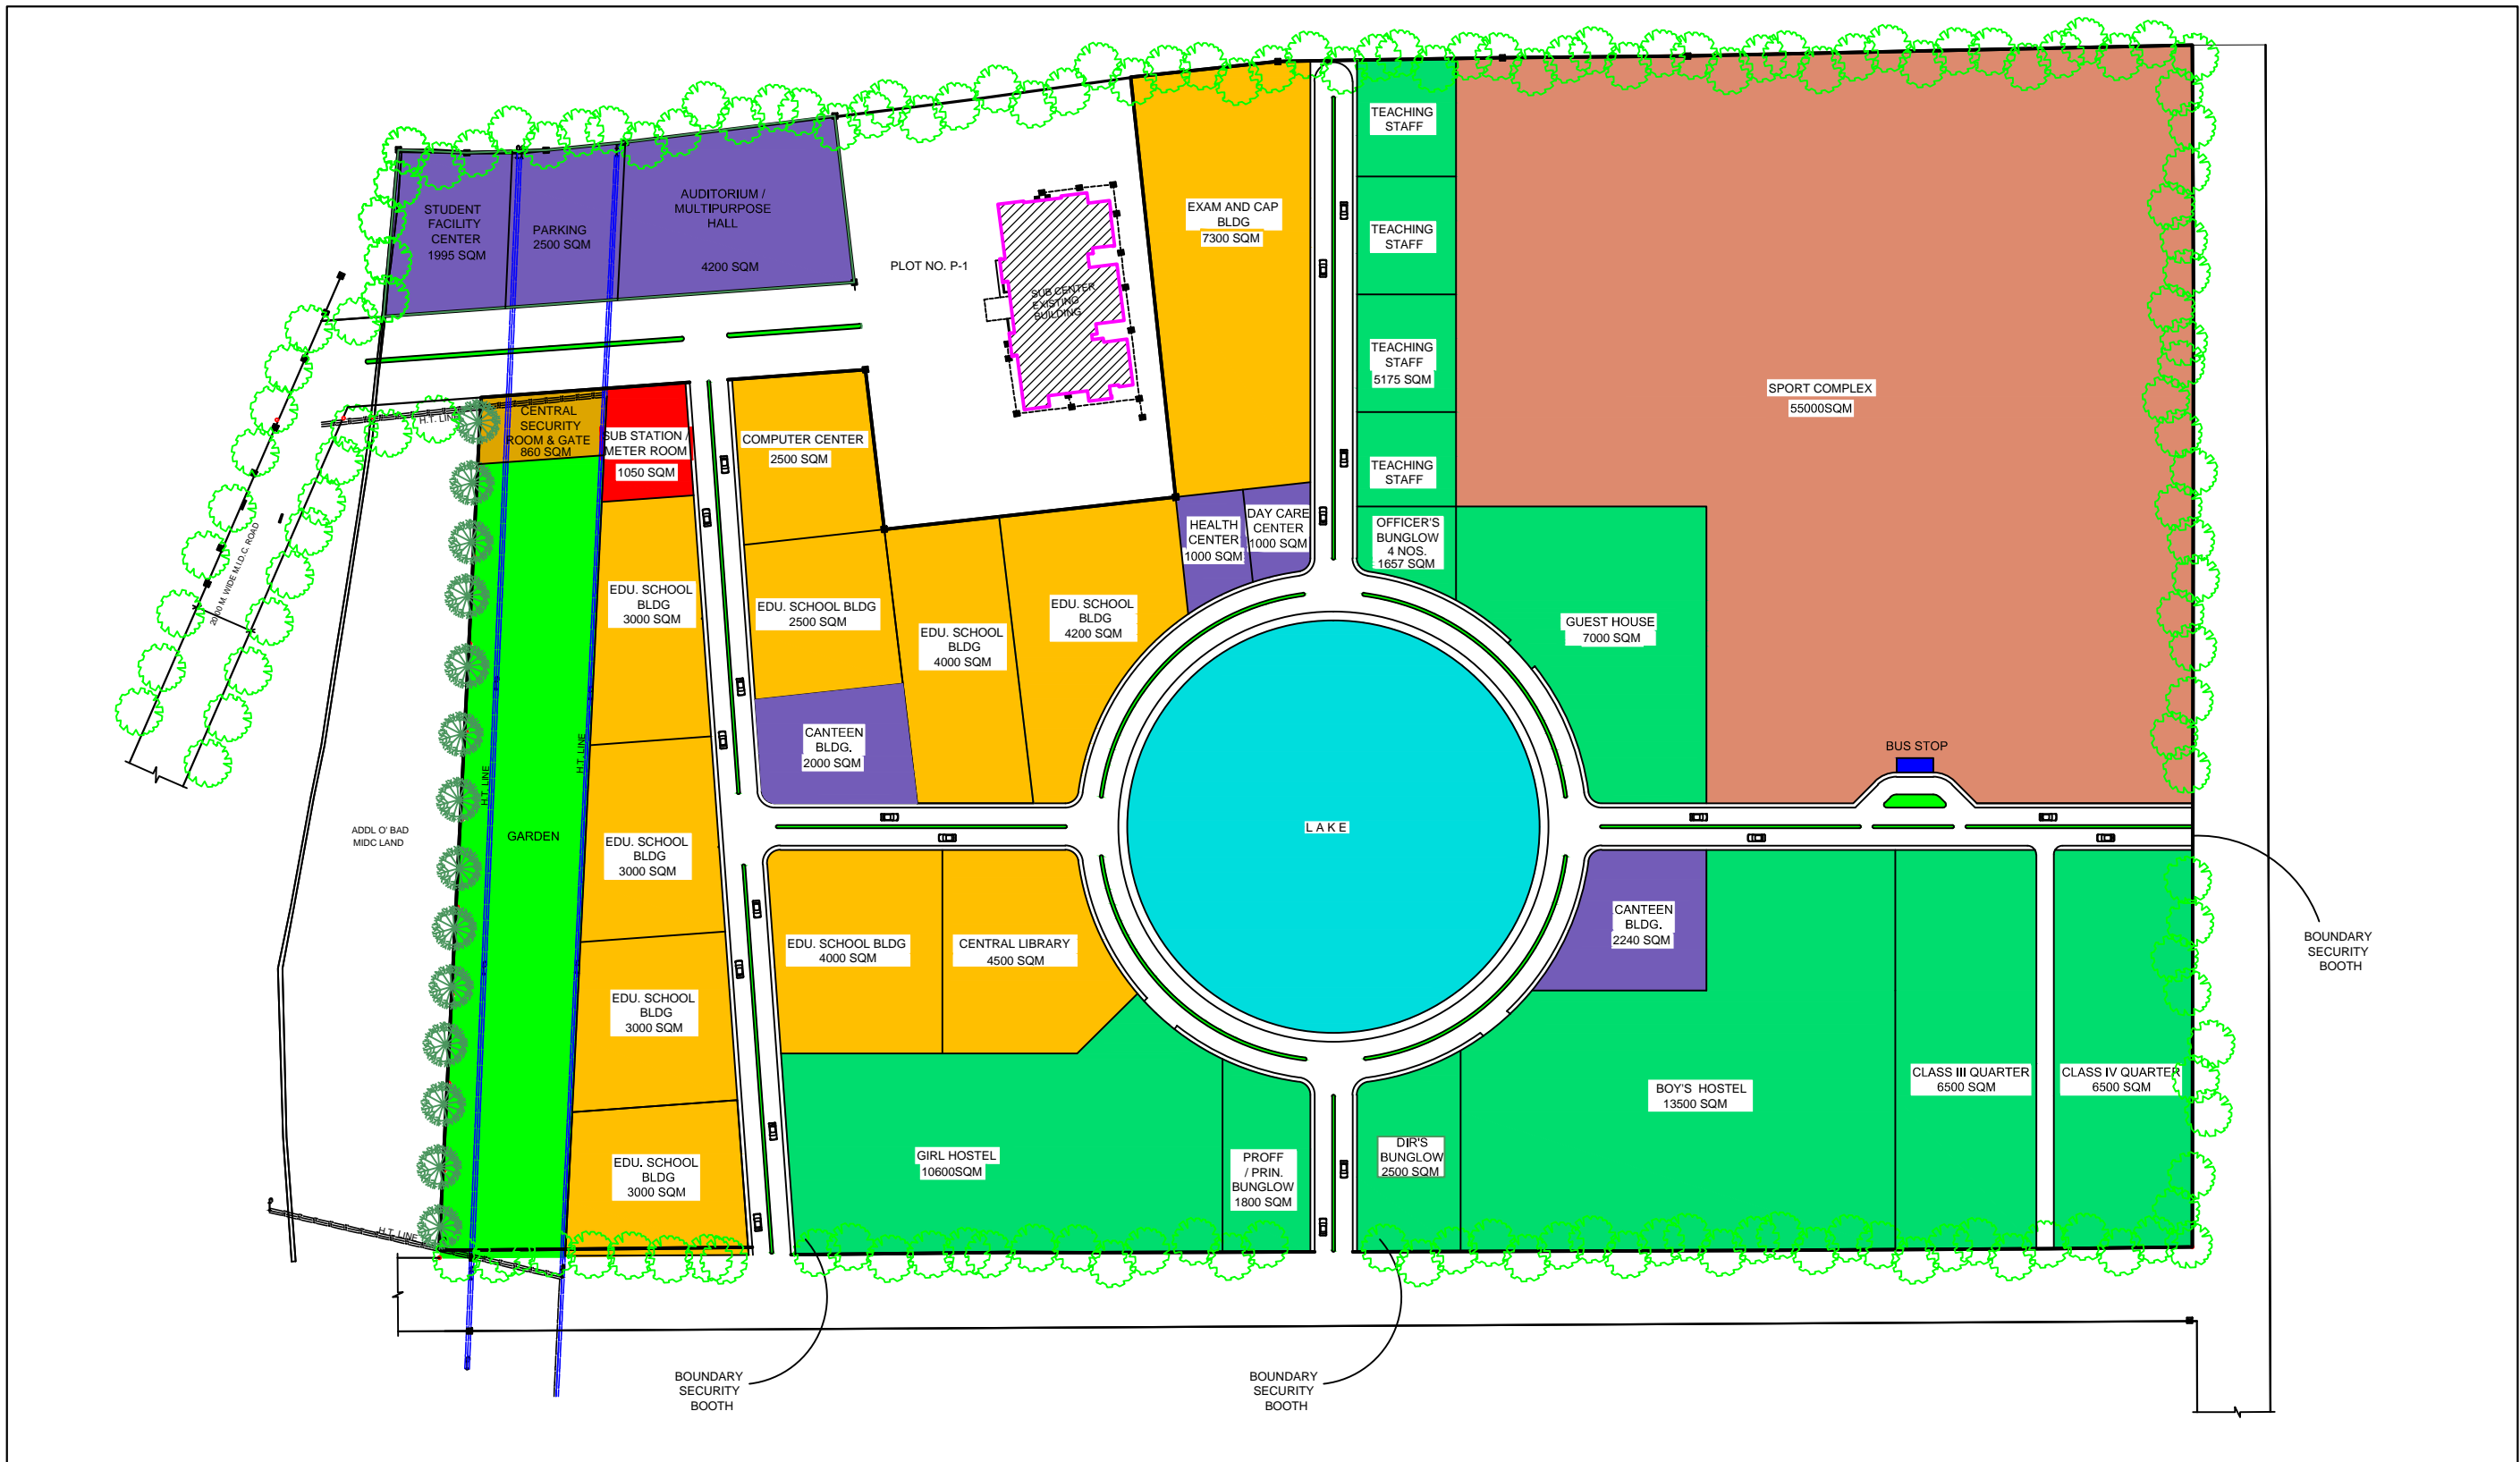 STUDENT
FACILITY
CENTER
1995 SQM
PARKING
2500 SQM
AUDITORIUM /
MULTIPURPOSE
HALL
4200 SQM
PLOT NO. P-1
SUB CENTER
EXISTING
BUILDING
EXAM AND CAP
BLDG
7300 SQM
TEACHING
STAFF
TEACHING
STAFF
TEACHING
STAFF
5175 SQM
TEACHING
STAFF
SPORT COMPLEX
55000SQM
H.T. LINE
CENTRAL
SECURITY
ROOM & GATE
860 SQM
SUB STATION /
METER ROOM
1050 SQM
COMPUTER CENTER
2500 SQM
HEALTH
CENTER
1000 SQM
DAY CARE
CENTER
1000 SQM
OFFICER'S
BUNGLOW
4 NOS.
1657 SQM
20.00 M. WIDE M.I.D.C. ROAD
EDU. SCHOOL
BLDG
3000 SQM
EDU. SCHOOL BLDG
2500 SQM
EDU. SCHOOL
BLDG
4000 SQM
EDU. SCHOOL
BLDG
4200 SQM
GUEST HOUSE
7000 SQM
CANTEEN
BLDG.
2000 SQM
BUS STOP
H.T. LINE
H.T. LINE
ADDL O' BAD
MIDC LAND
GARDEN
EDU. SCHOOL
BLDG
3000 SQM
LAKE
EDU. SCHOOL BLDG
4000 SQM
CENTRAL LIBRARY
4500 SQM
CANTEEN
BLDG.
2240 SQM
BOUNDARY
SECURITY
BOOTH
EDU. SCHOOL
BLDG
3000 SQM
EDU. SCHOOL
BLDG
3000 SQM
GIRL HOSTEL
10600SQM
PROFF
/ PRIN.
BUNGLOW
1800 SQM
DIR'S
BUNGLOW
2500 SQM
BOY'S HOSTEL
13500 SQM
CLASS III QUARTER
6500 SQM
CLASS IV QUARTER
6500 SQM
H.T. LINE
BOUNDARY
SECURITY
BOOTH
BOUNDARY
SECURITY
BOOTH